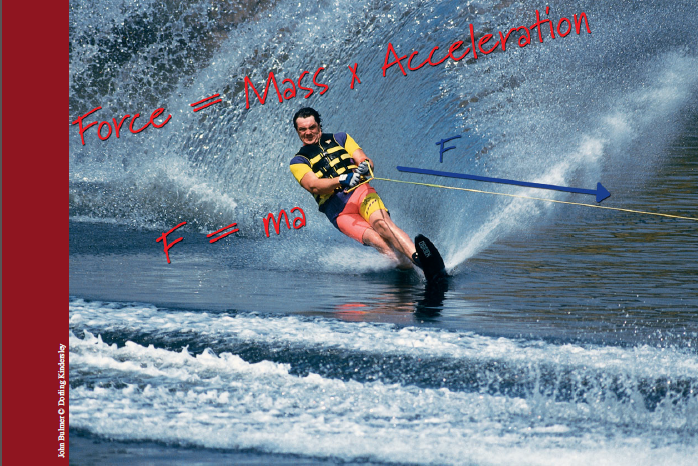 Force = Mass x Acceleration
F
F = ma
John Bulmer © Dorling Kindersley